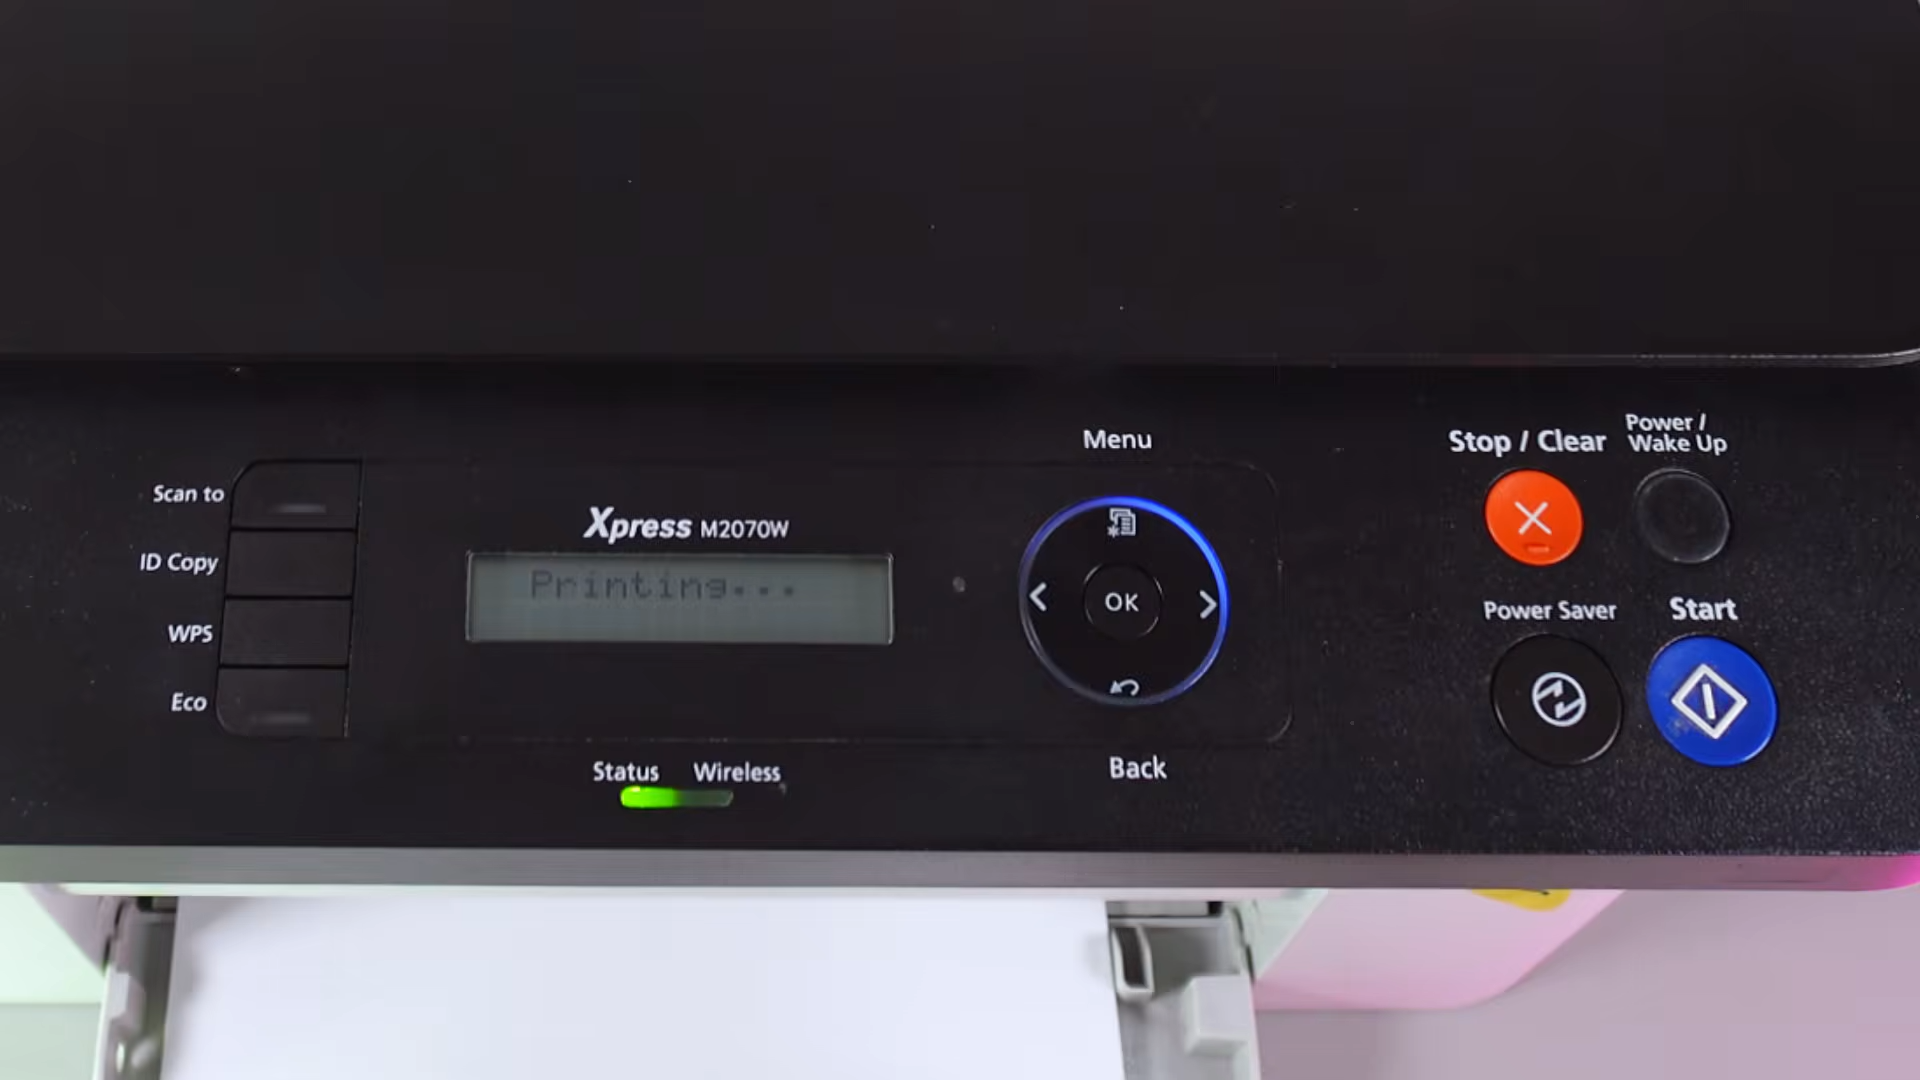 Menu
Stop / Clear
Power /
Wake Up
Scan to
Xpress M2070W
ID Copy
Printing...
OK
WPS
Power Saver
Start
Eco
Status
Wireless
Back